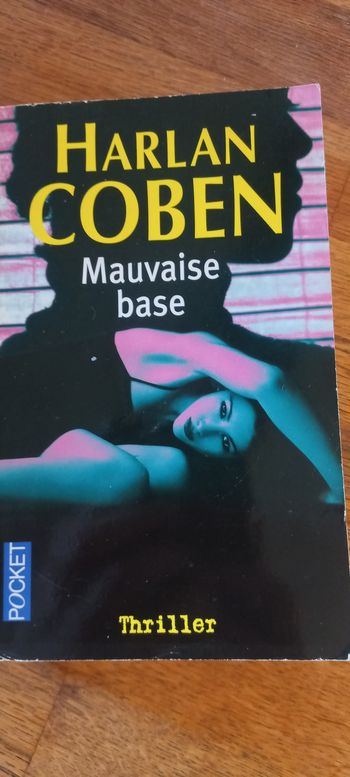 HARLAN
COBEN
Mauvaise
base
POCKET
Thriller